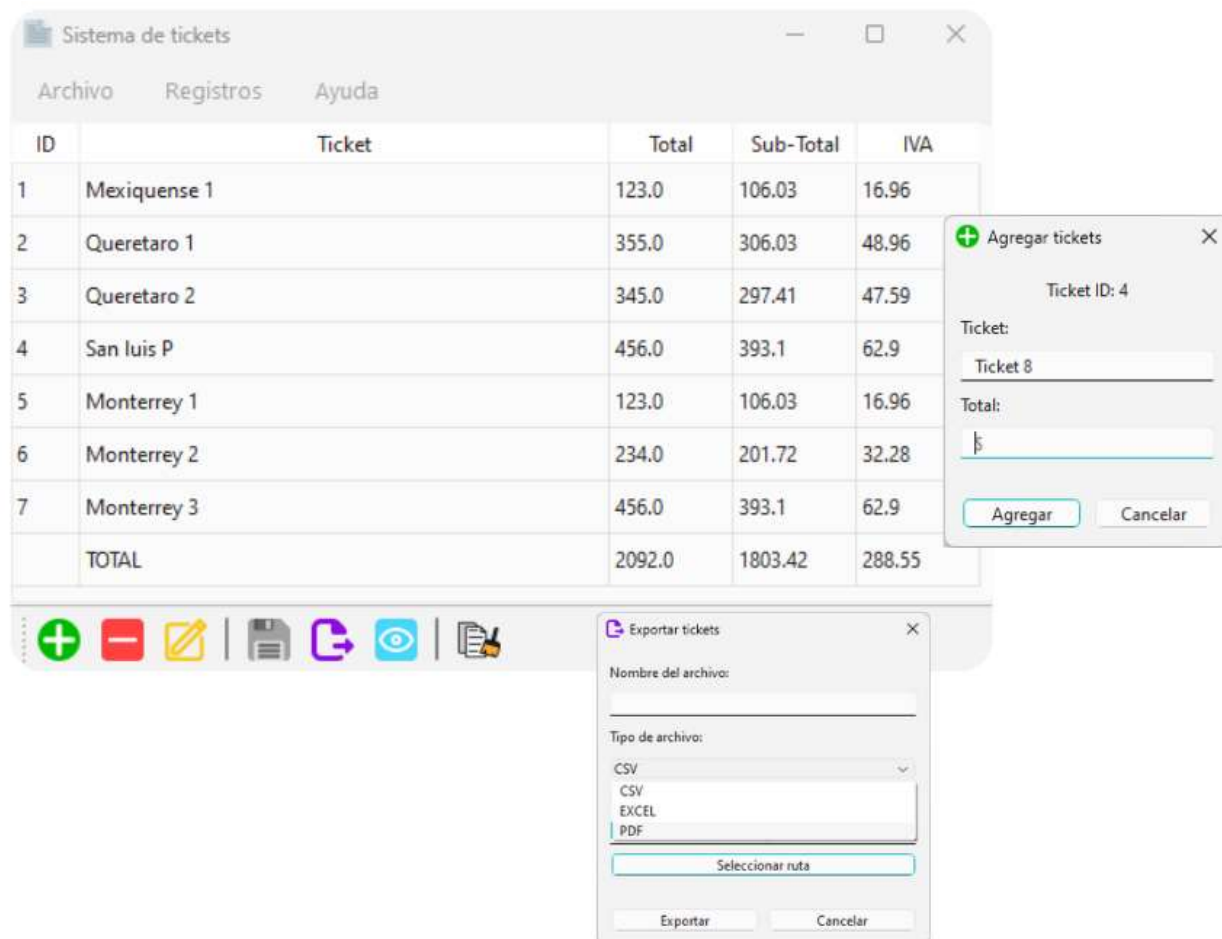 Sistema de tickets
Archivo Registros Ayuda
ID Ticket Total Sub-Total IVA
1 Mexiquense 1 123.0 106.03 16.96
2 Queretaro 1 355.0 306.03 48.96
3 Queretaro 2 345.0 297.41 47.59
4 San luis P 456.0 393.1 62.9
5 Monterrey 1 123.0 106.03 16.96
6 Monterrey 2 234.0 201.72 32.28
7 Monterrey 3 456.0 393.1 62.9
TOTAL 2092.0 1803.42 288.55
Agregar tickets
Ticket ID: 4
Ticket:
Ticket 8
Total:
$
Agregar Cancelar
Exportar tickets
Nombre del archivo:
Tipo de archivo:
CSV
CSV
EXCEL
PDF
Seleccionar ruta
Exportar Cancelar